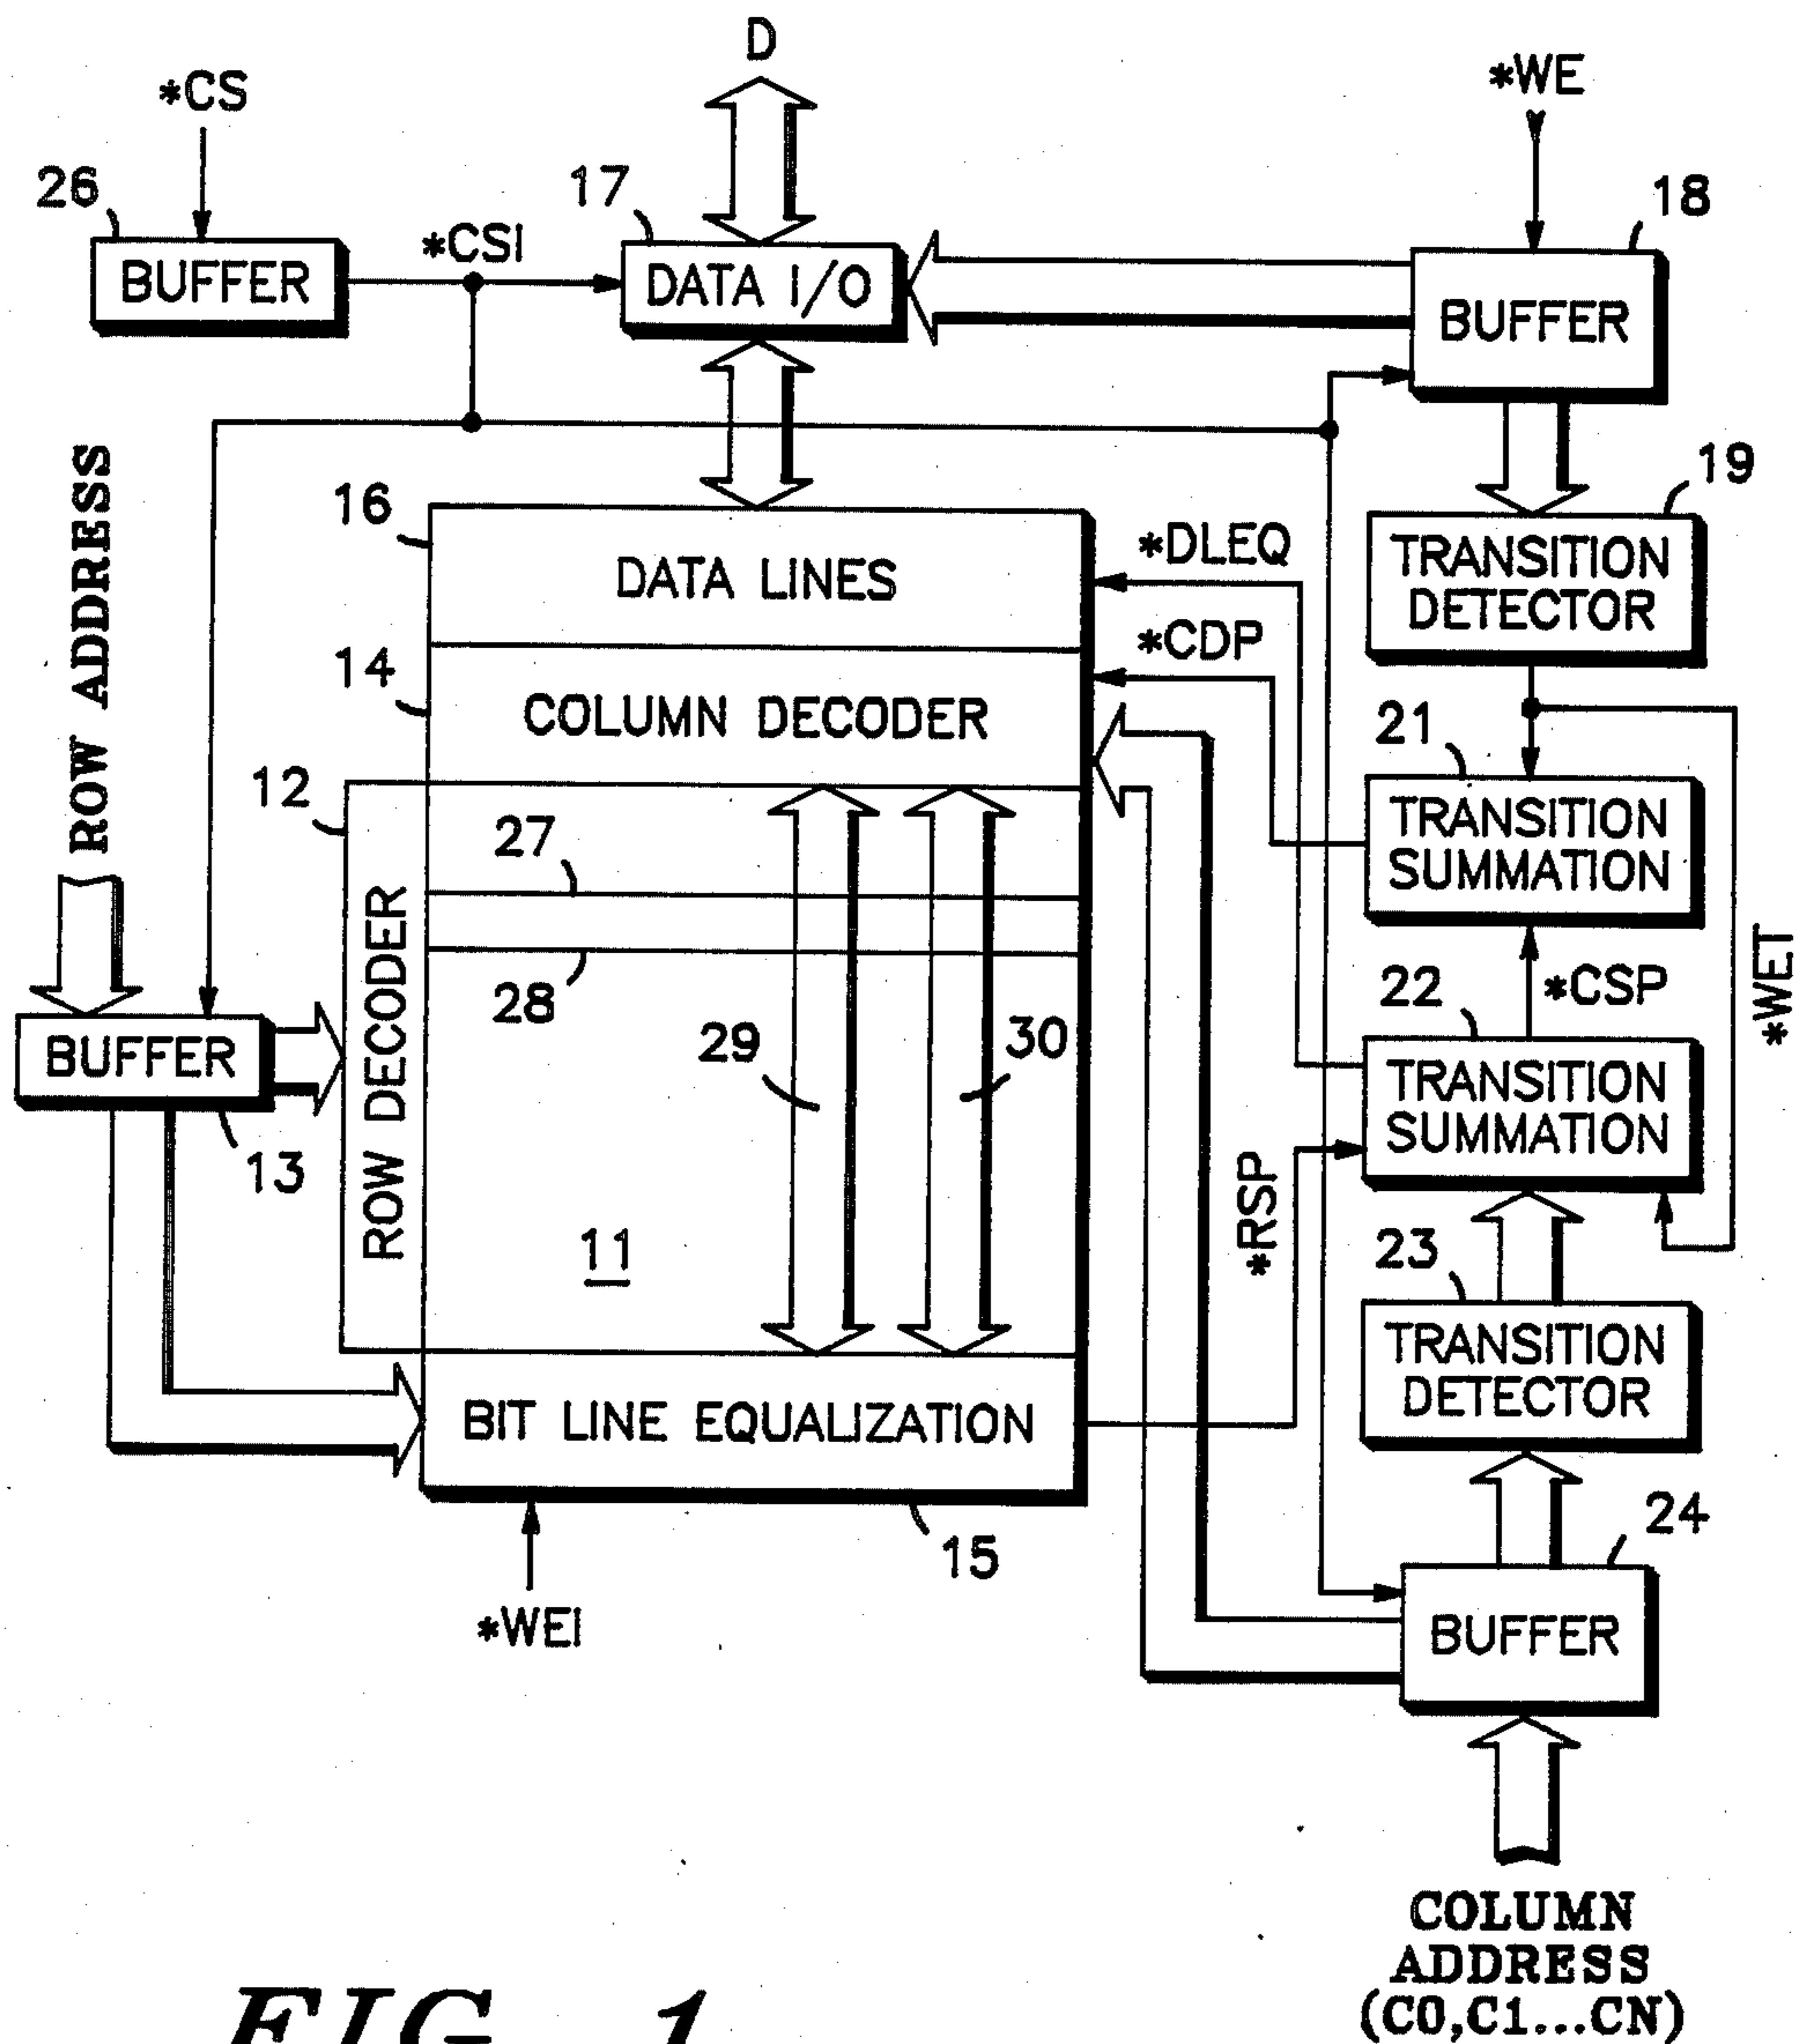 D
*CS
*WE
26
17
18
*CSI
BUFFER
DATA I/O
BUFFER
19
16
ROW ADDRESS
*DLEQ
DATA LINES
TRANSITION
DETECTOR
14
*CDP
COLUMN DECODER
21
12
27
TRANSITION
SUMMATION
ROW DECODER
28
22
*CSP
*WET
29
30
BUFFER
TRANSITION
SUMMATION
13
*RSP
11
23
TRANSITION
DETECTOR
BIT LINE EQUALIZATION
24
15
*WEI
BUFFER
COLUMN
ADDRESS
(C0,C1...CN)
FIG. 1